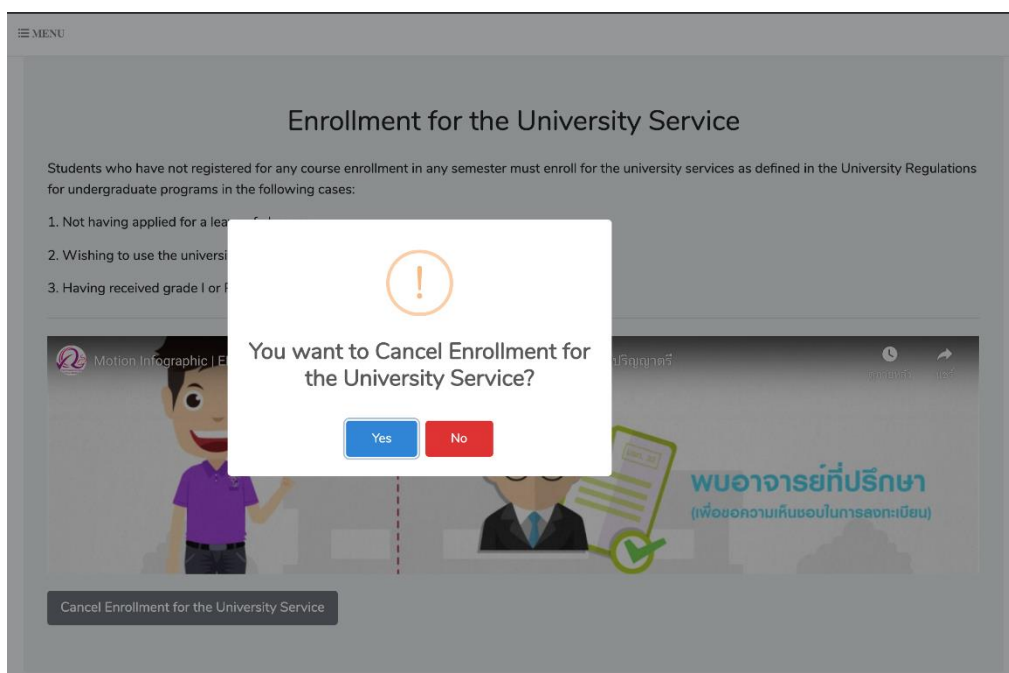 MENU
Enrollment for the University Service
Students who have not registered for any course enrollment in any semester must enroll for the university services as defined in the University Regulations
for undergraduate programs in the following cases:
1. Not having applied for a
2. Wishing to use the
3. Having received grade I or
!
You want to Cancel Enrollment for
the University Service?
Yes
No
Motion Infographic |
ปริญญาตรี
แชร์
พบอาจารย์ที่ปรึกษา
(เพื่อขอความเห็นชอบในการลงทะเบียน)
Cancel Enrollment for the University Service